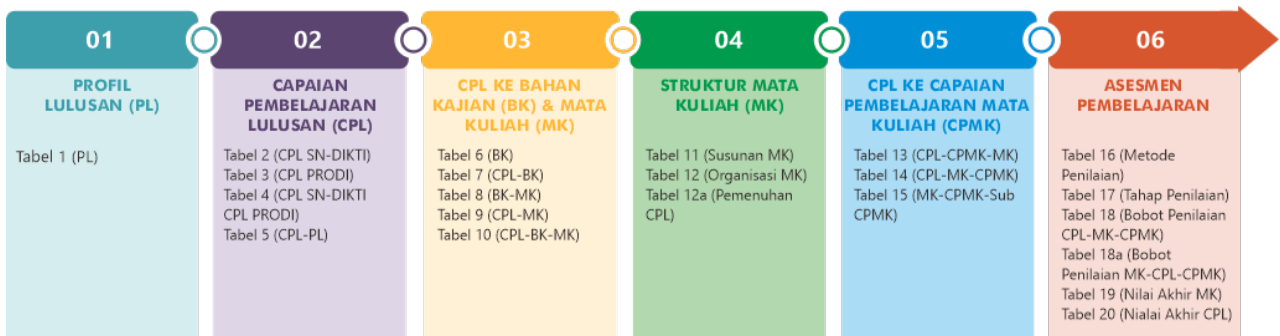 01
PROFIL
LULUSAN (PL)
Tabel 1 (PL)
02
CAPAIAN
PEMBELAJARAN
LULUSAN (CPL)
Tabel 2 (CPL SN-DIKTI)
Tabel 3 (CPL PRODI)
Tabel 4 (CPL SN-DIKTI
CPL PRODI)
Tabel 5 (CPL-PL)
03
CPL KE BAHAN
KAJIAN (BK) & MATA
KULIAH (MK)
Tabel 6 (BK)
Tabel 7 (CPL-BK)
Tabel 8 (BK-MK)
Tabel 9 (CPL-MK)
Tabel 10 (CPL-BK-MK)
04
STRUKTUR MATA
KULIAH (MK)
Tabel 11 (Susunan MK)
Tabel 12 (Organisasi MK)
Tabel 12a (Pemenuhan
CPL)
05
CPL KE CAPAIAN
PEMBELAJARAN MATA
KULIAH (CPMK)
Tabel 13 (CPL-CPMK-MK)
Tabel 14 (CPL-MK-CPMK)
Tabel 15 (MK-CPMK-Sub
CPMK)
06
ASESMEN
PEMBELAJARAN
Tabel 16 (Metode
Penilaian)
Tabel 17 (Tahap Penilaian)
Tabel 18 (Bobot Penilaian
CPL-MK-CPMK)
Tabel 18a (Bobot
Penilaian MK-CPL-CPMK)
Tabel 19 (Nilai Akhir MK)
Tabel 20 (Nialai Akhir CPL)